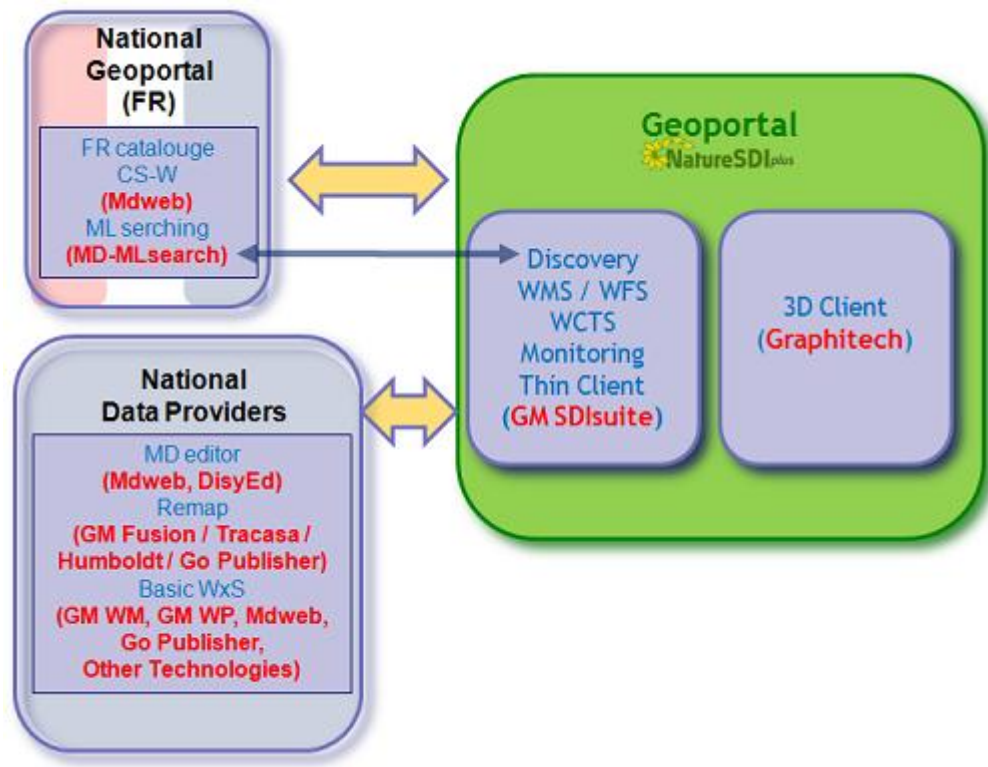 National
Geoportal
(FR)
FR catalouge
CS-W
(Mdweb)
ML serching
(MD-MLsearch)
National
Data Providers
MD editor
(Mdweb, DisyEd)
Remap
(GM Fusion / Tracasa /
Humboldt / Go Publisher)
Basic WxS
(GM WM, GM WP, Mdweb,
Go Publisher,
Other Technologies)
Geoportal
NatureSDIplus
Discovery
WMS / WFS
WCTS
Monitoring
Thin Client
(GM SDIsuite)
3D Client
(Graphitech)